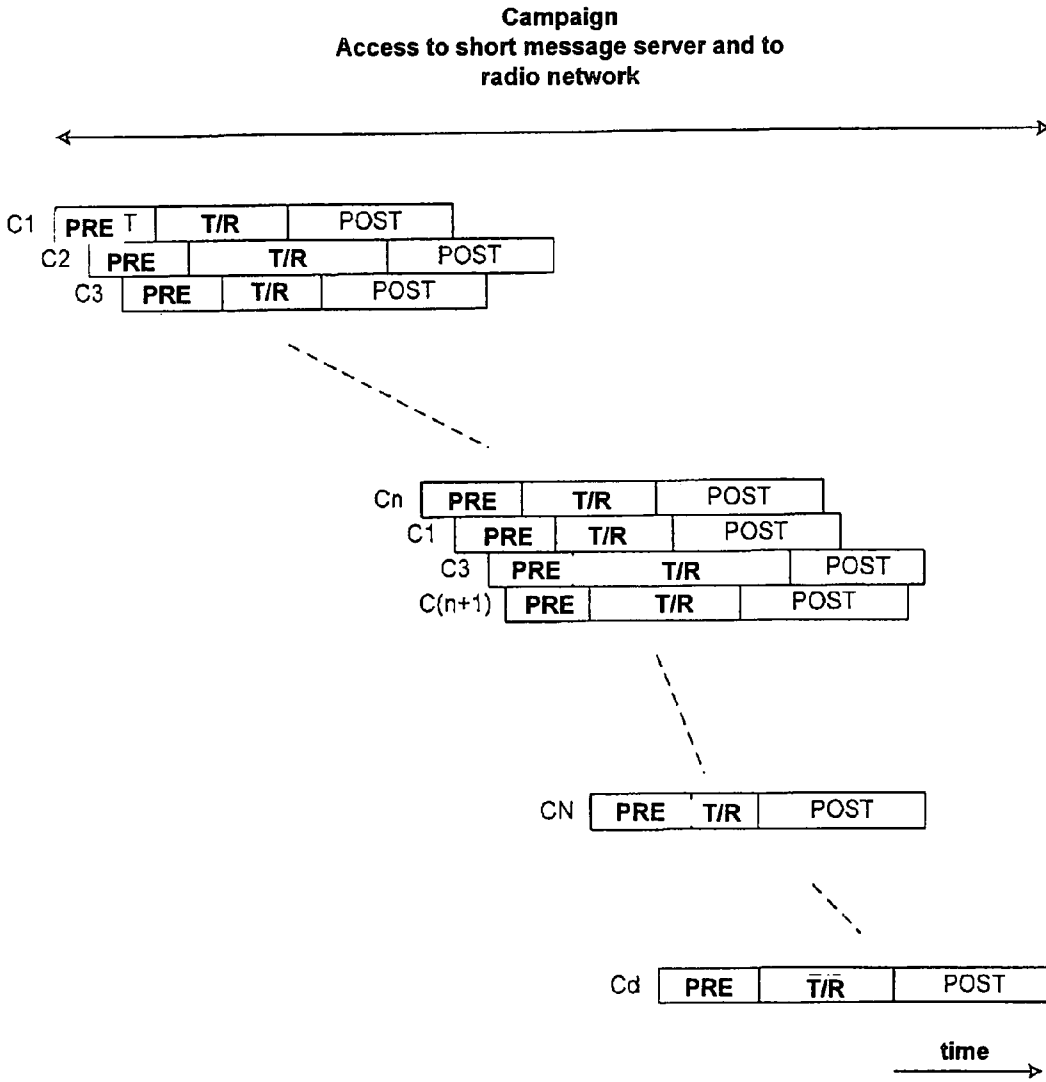 Campaign
Access to short message server and to
radio network
C1 PRE T T/R POST
C2 PRE T/R POST
C3 PRE T/R POST
Cn PRE T/R POST
C1 PRE T/R POST
C3 PRE T/R POST
C(n+1) PRE T/R POST
CN PRE T/R POST
Cd PRE T/R POST
time